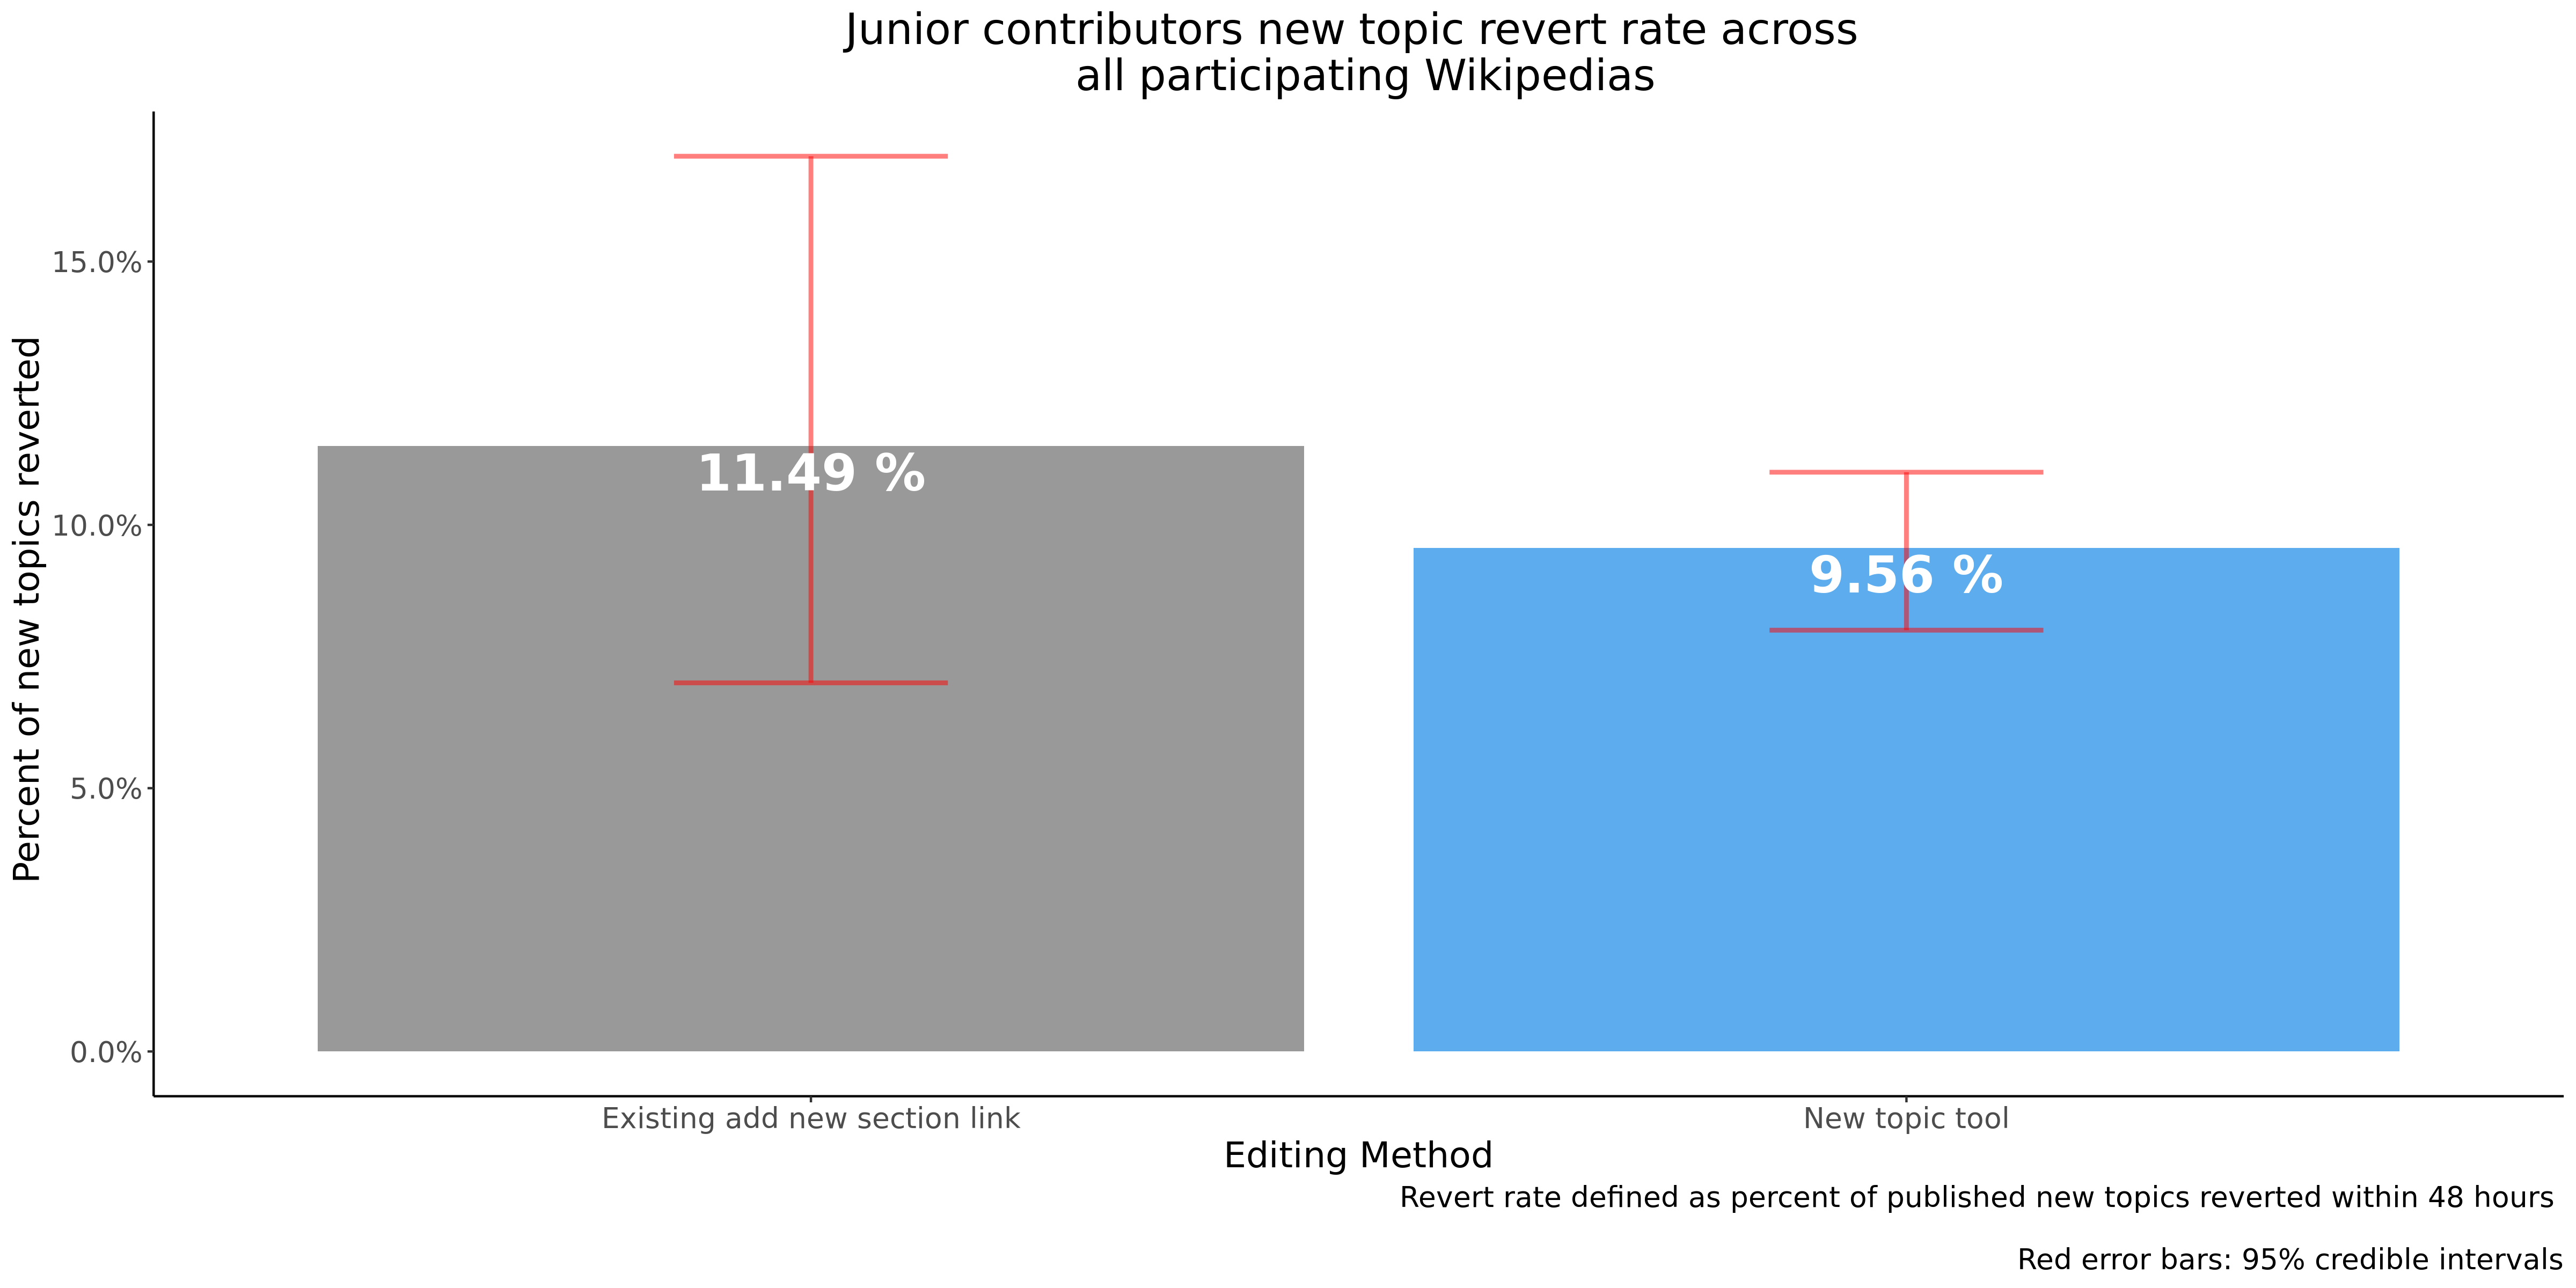 Junior contributors new topic revert rate across
all participating Wikipedias
Percent of new topics reverted
15.0%
10.0%
5.0%
0.0%
11.49 %
9.56 %
Existing add new section link
New topic tool
Editing Method
Revert rate defined as percent of published new topics reverted within 48 hours
Red error bars: 95% credible intervals